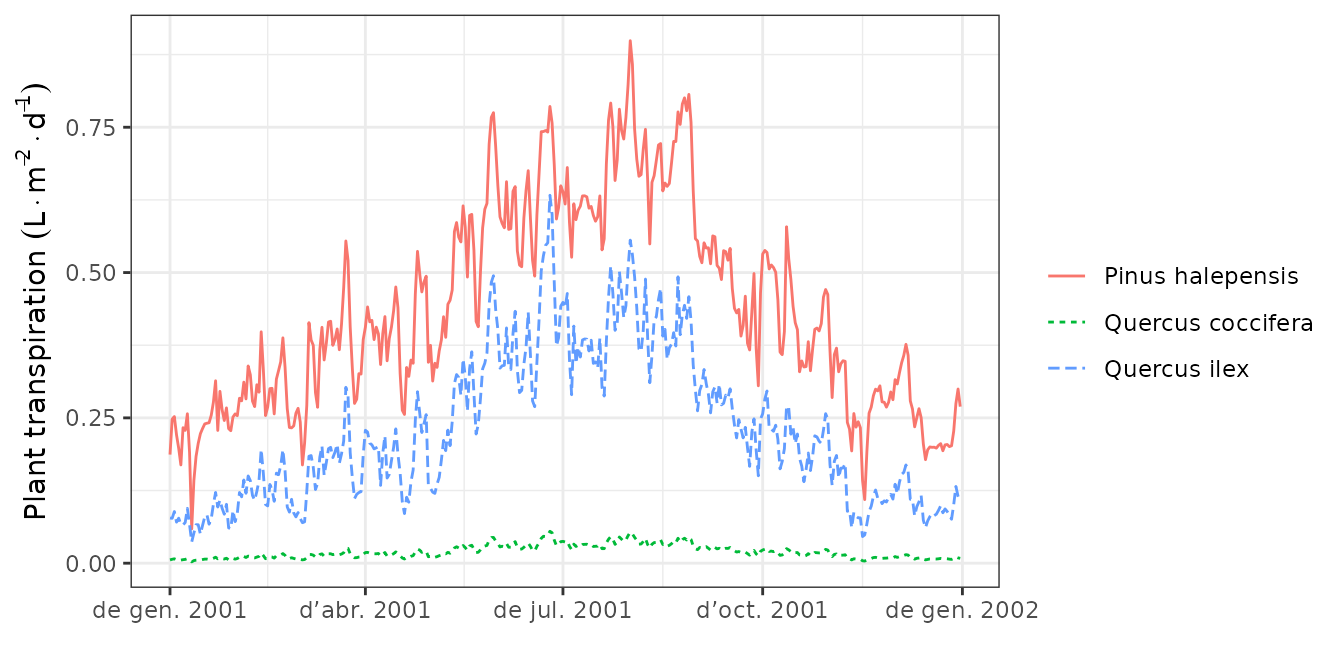 Plant transpiration (L · m⁻² · d⁻¹)
0.75
0.50
0.25
0.00
de gen. 2001
d’abr. 2001
de jul. 2001
d’oct. 2001
de gen. 2002
Pinus halepensis
Quercus coccifera
Quercus ilex